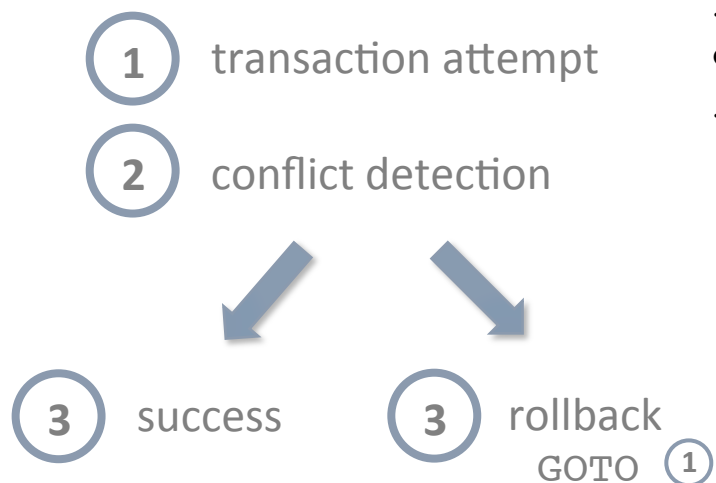 1 transaction attempt
2 conflict detection
3 success
3 rollback
GOTO 1